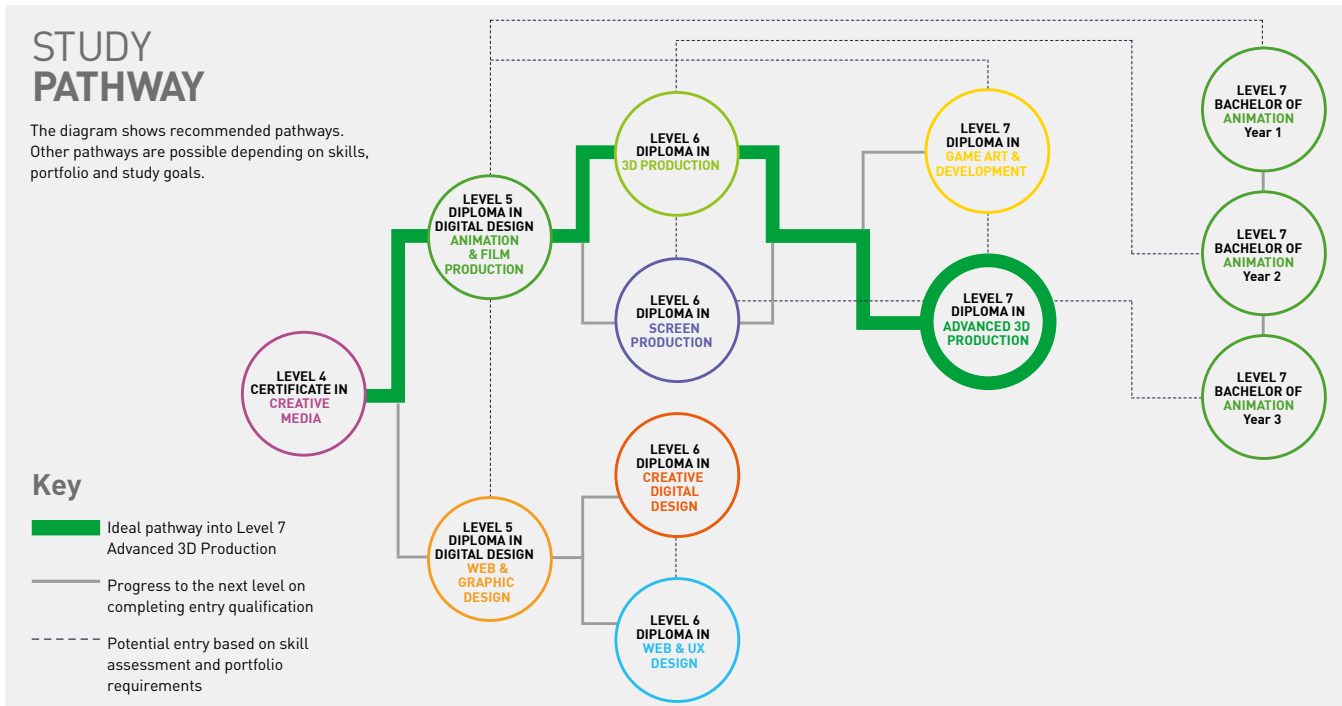 STUDY
PATHWAY
The diagram shows recommended pathways.
Other pathways are possible depending on skills,
portfolio and study goals.
LEVEL 4
CERTIFICATE IN
CREATIVE
MEDIA
LEVEL 5
DIPLOMA IN
DIGITAL DESIGN
ANIMATION
& FILM
PRODUCTION
LEVEL 5
DIPLOMA IN
DIGITAL DESIGN
WEB &
GRAPHIC
DESIGN
LEVEL 6
DIPLOMA IN
3D PRODUCTION
LEVEL 6
DIPLOMA IN
SCREEN
PRODUCTION
LEVEL 6
DIPLOMA IN
CREATIVE
DIGITAL
DESIGN
LEVEL 6
DIPLOMA IN
WEB & UX
DESIGN
LEVEL 7
DIPLOMA IN
GAME ART &
DEVELOPMENT
LEVEL 7
DIPLOMA IN
ADVANCED 3D
PRODUCTION
LEVEL 7
BACHELOR OF
ANIMATION
Year 1
LEVEL 7
BACHELOR OF
ANIMATION
Year 2
LEVEL 7
BACHELOR OF
ANIMATION
Year 3
Key
Ideal pathway into Level 7
Advanced 3D Production
Progress to the next level on
completing entry qualification
Potential entry based on skill
assessment and portfolio
requirements